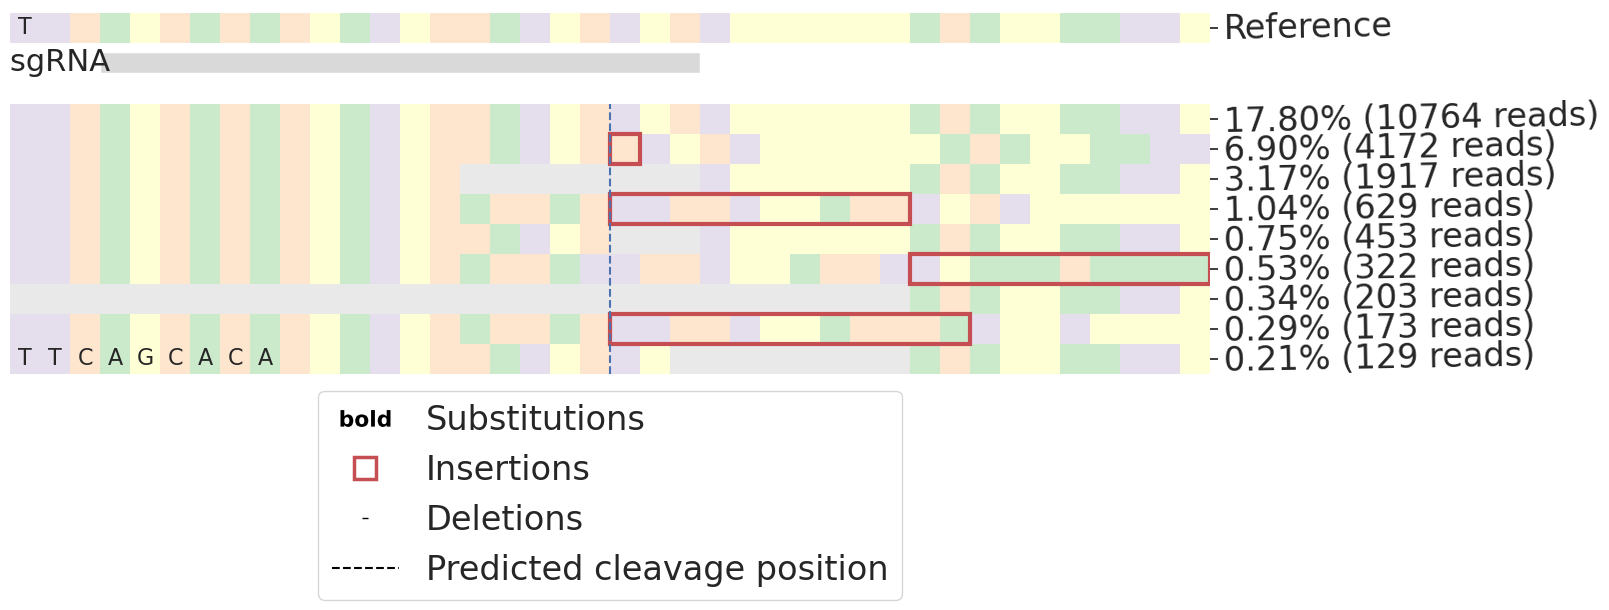 T Reference
sgRNA
17.80% (10764 reads)
6.90% (4172 reads)
3.17% (1917 reads)
1.04% (629 reads)
0.75% (453 reads)
0.53% (322 reads)
0.34% (203 reads)
0.29% (173 reads)
T T C A G C A C A 0.21% (129 reads)
bold Substitutions
Insertions
- Deletions
Predicted cleavage position